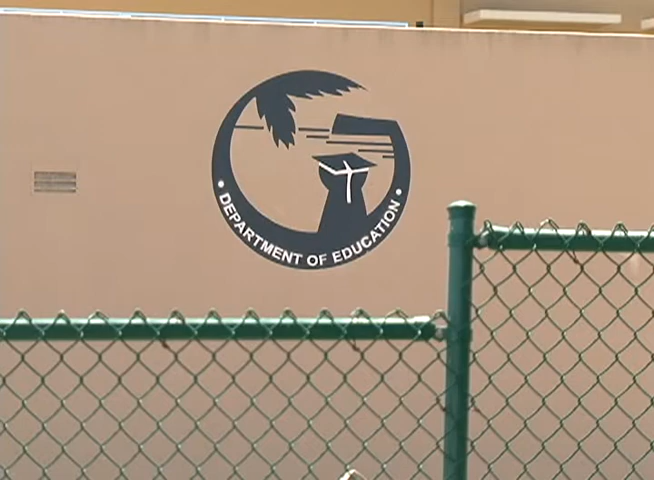 • DEPARTMENT OF EDUCATION •